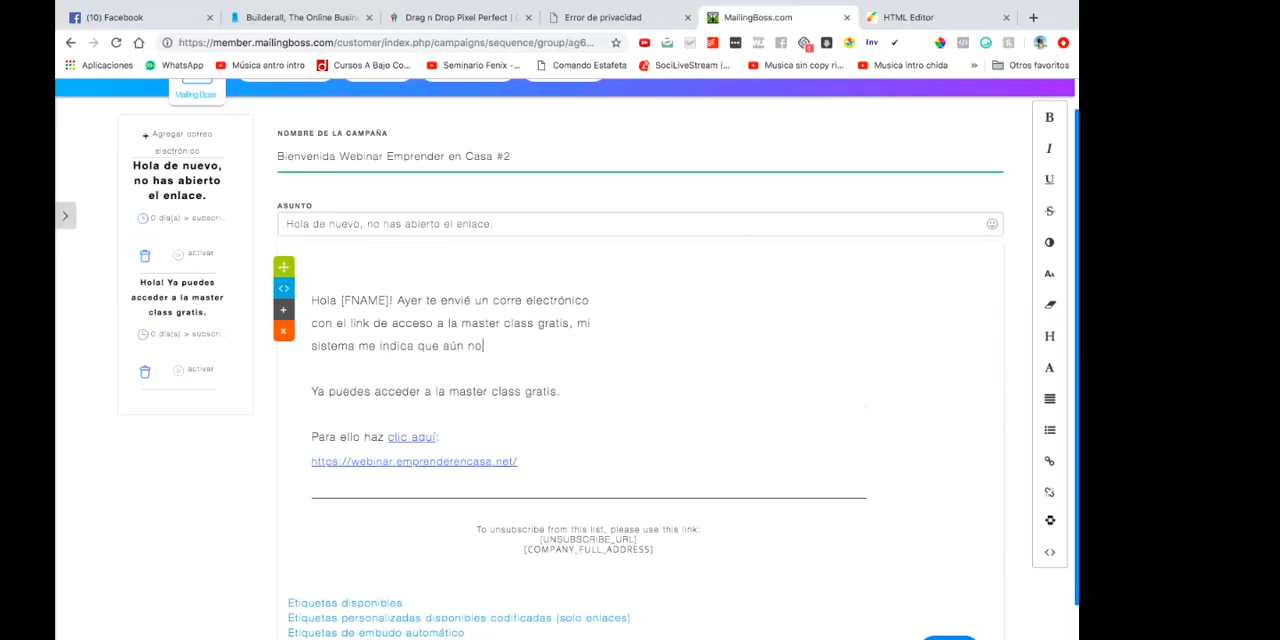 (10) Facebook
Builderall, The Online Busin
Drag n Drop Pixel Perfect |
Error de privacidad
MailingBoss.com
HTML Editor
https://member.mailingboss.com/customer/index.php/campaigns/sequence/group/ag6...
Inv
1
Aplicaciones
WhatsApp
Música antro intro
Cursos A Bajo Co...
Seminario Fenix -...
Comando Estafeta
SociLiveStream |...
Musica sin copy ri...
Musica intro chida
»
Otros favoritos
Mailing Boss
+ Agregar correo
electrónico
Hola de nuevo,
no has abierto
el enlace.
0 día(s) > subscri..
activar
Hola! Ya puedes
acceder a la master
class gratis.
0 día(s) > subscri..
activar
NOMBRE DE LA CAMPAÑA
Bienvenida Webinar Emprender en Casa #2
ASUNTO
Hola de nuevo, no has abierto el enlace.
Hola [FNAME]! Ayer te envié un corre electrónico
con el link de acceso a la master class gratis, mi
sistema me indica que aún no
Ya puedes acceder a la master class gratis.
Para ello haz clic aquí:
https://webinar.emprenderencasa.net/
To unsubscribe from this list, please use this link:
[UNSUBSCRIBE_URL]
[COMPANY_FULL_ADDRESS]
Etiquetas disponibles
Etiquetas personalizadas disponibles codificadas (solo enlaces)
Etiquetas de embudo automático
B
I
U
S
AA
H
A